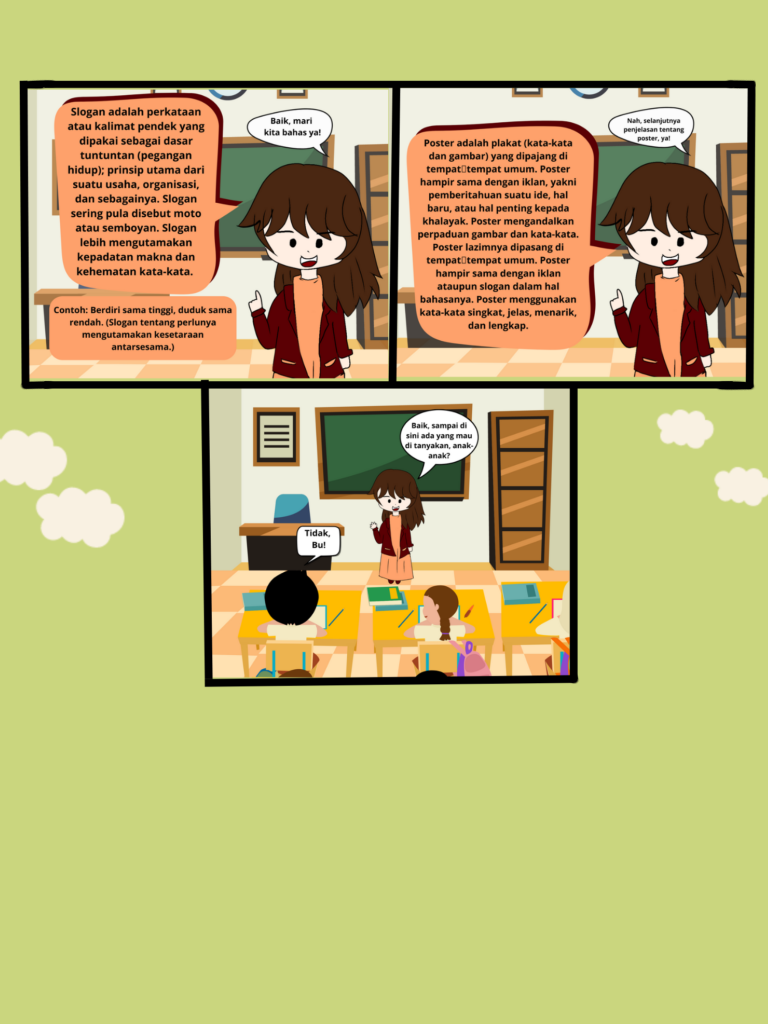 Baik, mari
kita bahas ya!
Slogan adalah perkataan
atau kalimat pendek yang
dipakai sebagai dasar
tuntuntan (pegangan
hidup); prinsip utama dari
suatu usaha, organisasi,
dan sebagainya. Slogan
sering pula disebut moto
atau semboyan. Slogan
lebih mengutamakan
kepadatan makna dan
kehematan kata-kata.
Contoh: Berdiri sama tinggi, duduk sama
rendah. (Slogan tentang perlunya
mengutamakan kesetaraan
antarsesama.)
Nah, selanjutnya
penjelasan tentang
poster, ya!
Poster adalah plakat (kata-kata
dan gambar) yang dipajang di
tempat▯tempat umum. Poster
hampir sama dengan iklan, yakni
pemberitahuan suatu ide, hal
baru, atau hal penting kepada
khalayak. Poster mengandalkan
perpaduan gambar dan kata-kata.
Poster lazimnya dipasang di
tempat▯tempat umum. Poster
hampir sama dengan iklan
ataupun slogan dalam hal
bahasanya. Poster menggunakan
kata-kata singkat, jelas, menarik,
dan lengkap.
Baik, sampai di
sini ada yang mau
di tanyakan, anak-
anak?
Tidak,
Bu!